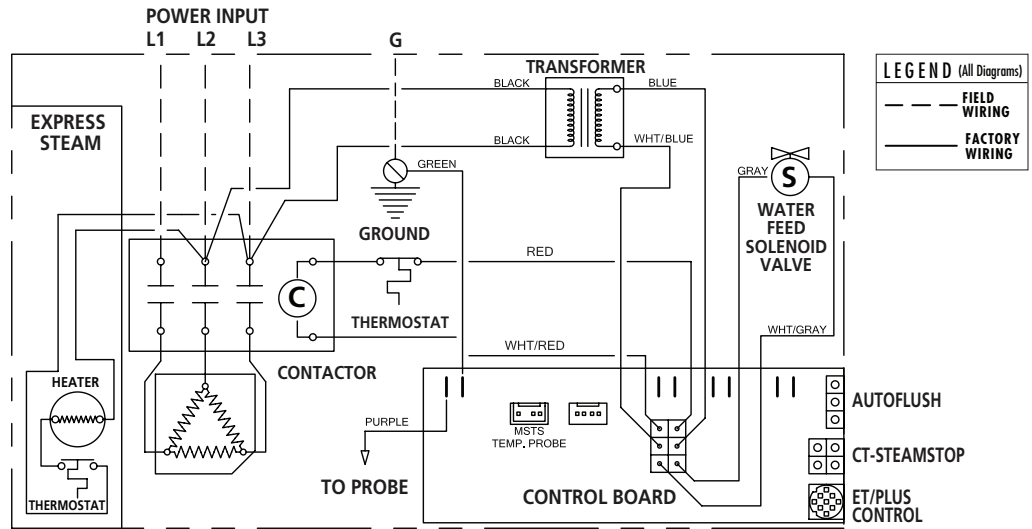 POWER INPUT
L1 L2 L3 G
TRANSFORMER
BLACK
BLUE
BLACK
WHT/BLUE
LEGEND (All Diagrams)
FIELD
WIRING
FACTORY
WIRING
EXPRESS
STEAM
GREEN
GROUND
GRAY
S
WATER
FEED
SOLENOID
VALVE
RED
C
THERMOSTAT
WHT/GRAY
WHT/RED
CONTACTOR
HEATER
THERMOSTAT
PURPLE
TO PROBE
MSTS
TEMP. PROBE
CONTROL BOARD
AUTOFLUSH
CT-STEAMSTOP
ET/PLUS
CONTROL